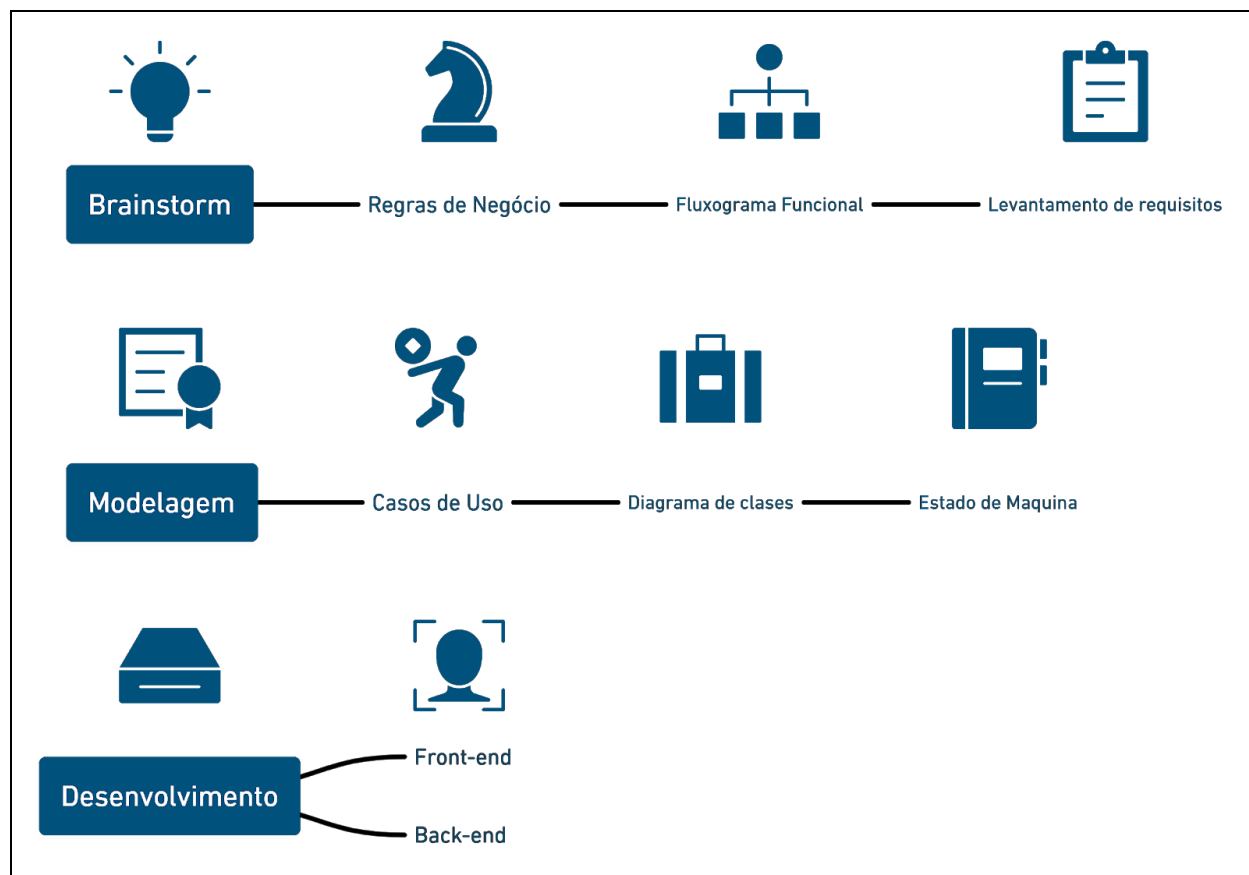 Brainstorm
Regras de Negócio
Fluxograma Funcional
Levantamento de requisitos
Modelagem
Casos de Uso
Diagrama de clases
Estado de Maquina
Desenvolvimento
Front-end
Back-end